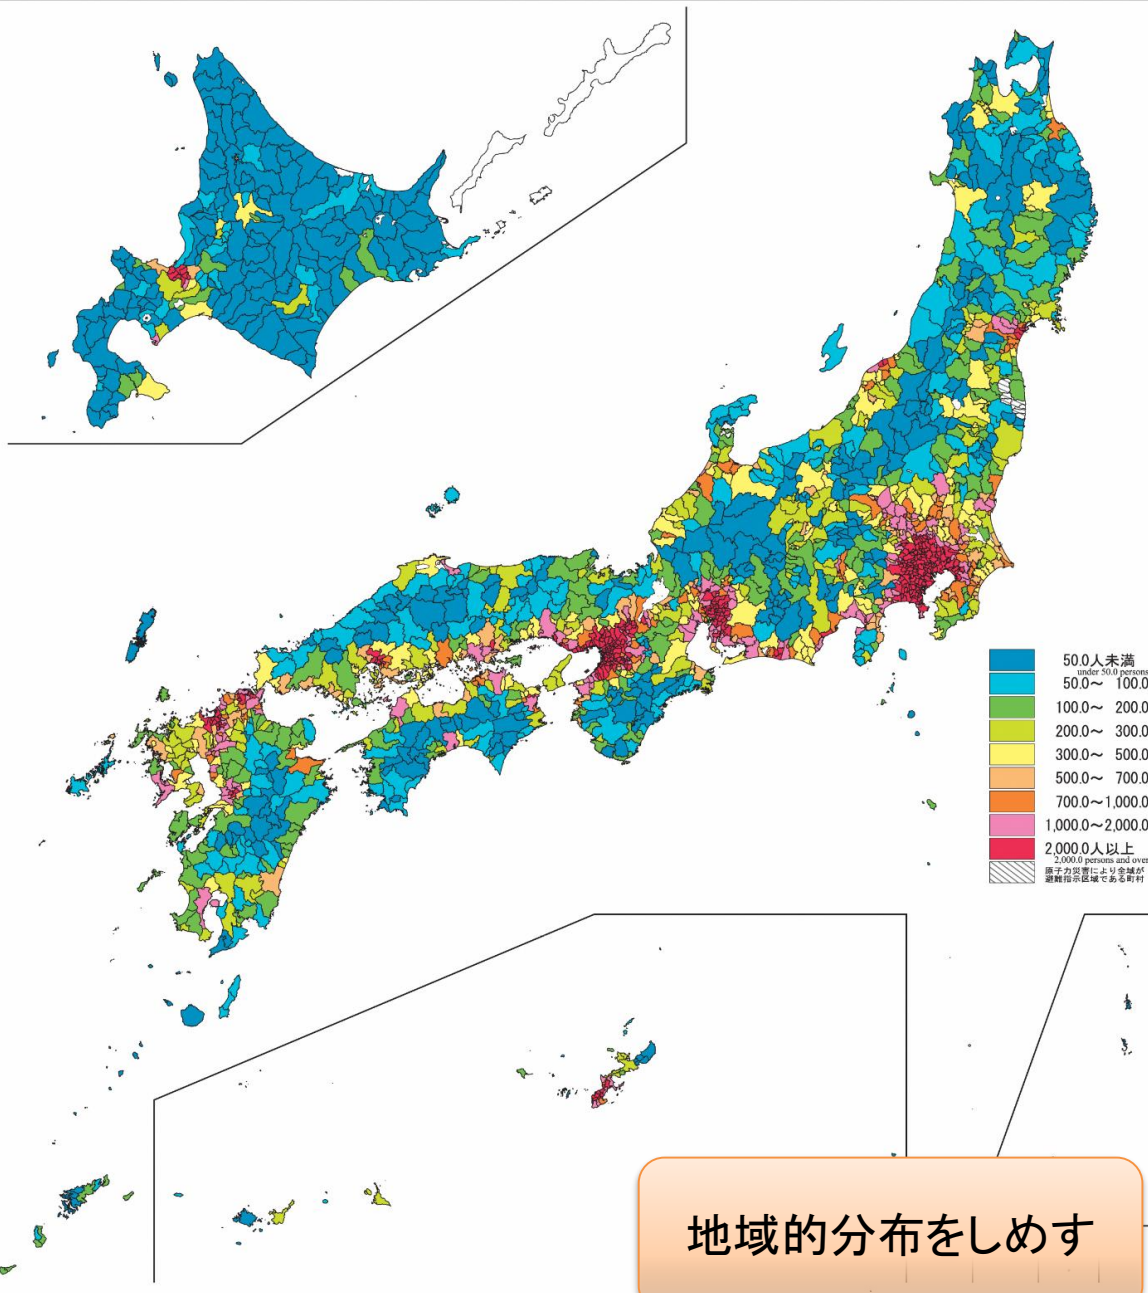 50.0人未満
under 50.0 persons
50.0～ 100.0
100.0～ 200.0
200.0～ 300.0
300.0～ 500.0
500.0～ 700.0
700.0～1,000.0
1,000.0～2,000.0
2,000.0人以上
2,000.0 persons and over
原子力災害により全域が
避難指示区域である町村
地域的分布をしめす